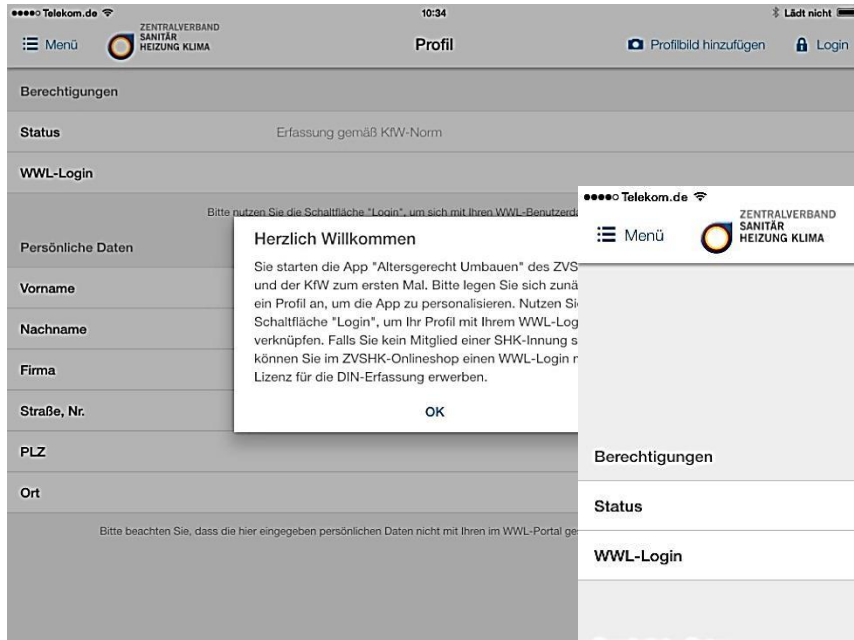 Telekom.de
10:34
Lädt nicht
Menü
ZENTRALVERBAND
SANITÄR
HEIZUNG KLIMA
Profil
Profilbild hinzufügen
Login
Berechtigungen
Status
Erfassung gemäß KfW-Norm
WWL-Login
Bitte nutzen Sie die Schaltfläche "Login", um sich mit Ihren WWL-Benutzerda
Persönliche Daten
Vorname
Nachname
Firma
Straße, Nr.
PLZ
Ort
Bitte beachten Sie, dass die hier eingegeben persönlichen Daten nicht mit Ihren im WWL-Portal ges
Herzlich Willkommen
Sie starten die App "Altersgerecht Umbauen" des ZVS
und der KfW zum ersten Mal. Bitte legen Sie sich zunä
ein Profil an, um die App zu personalisieren. Nutzen Si
Schaltfläche "Login", um Ihr Profil mit Ihrem WWL-Log
verknüpfen. Falls Sie kein Mitglied einer SHK-Innung s
können Sie im ZVSHK-Onlineshop einen WWL-Login
Lizenz für die DIN-Erfassung erwerben.
OK
Telekom.de
Menü
ZENTRALVERBAND
SANITÄR
HEIZUNG KLIMA
Berechtigungen
Status
WWL-Login